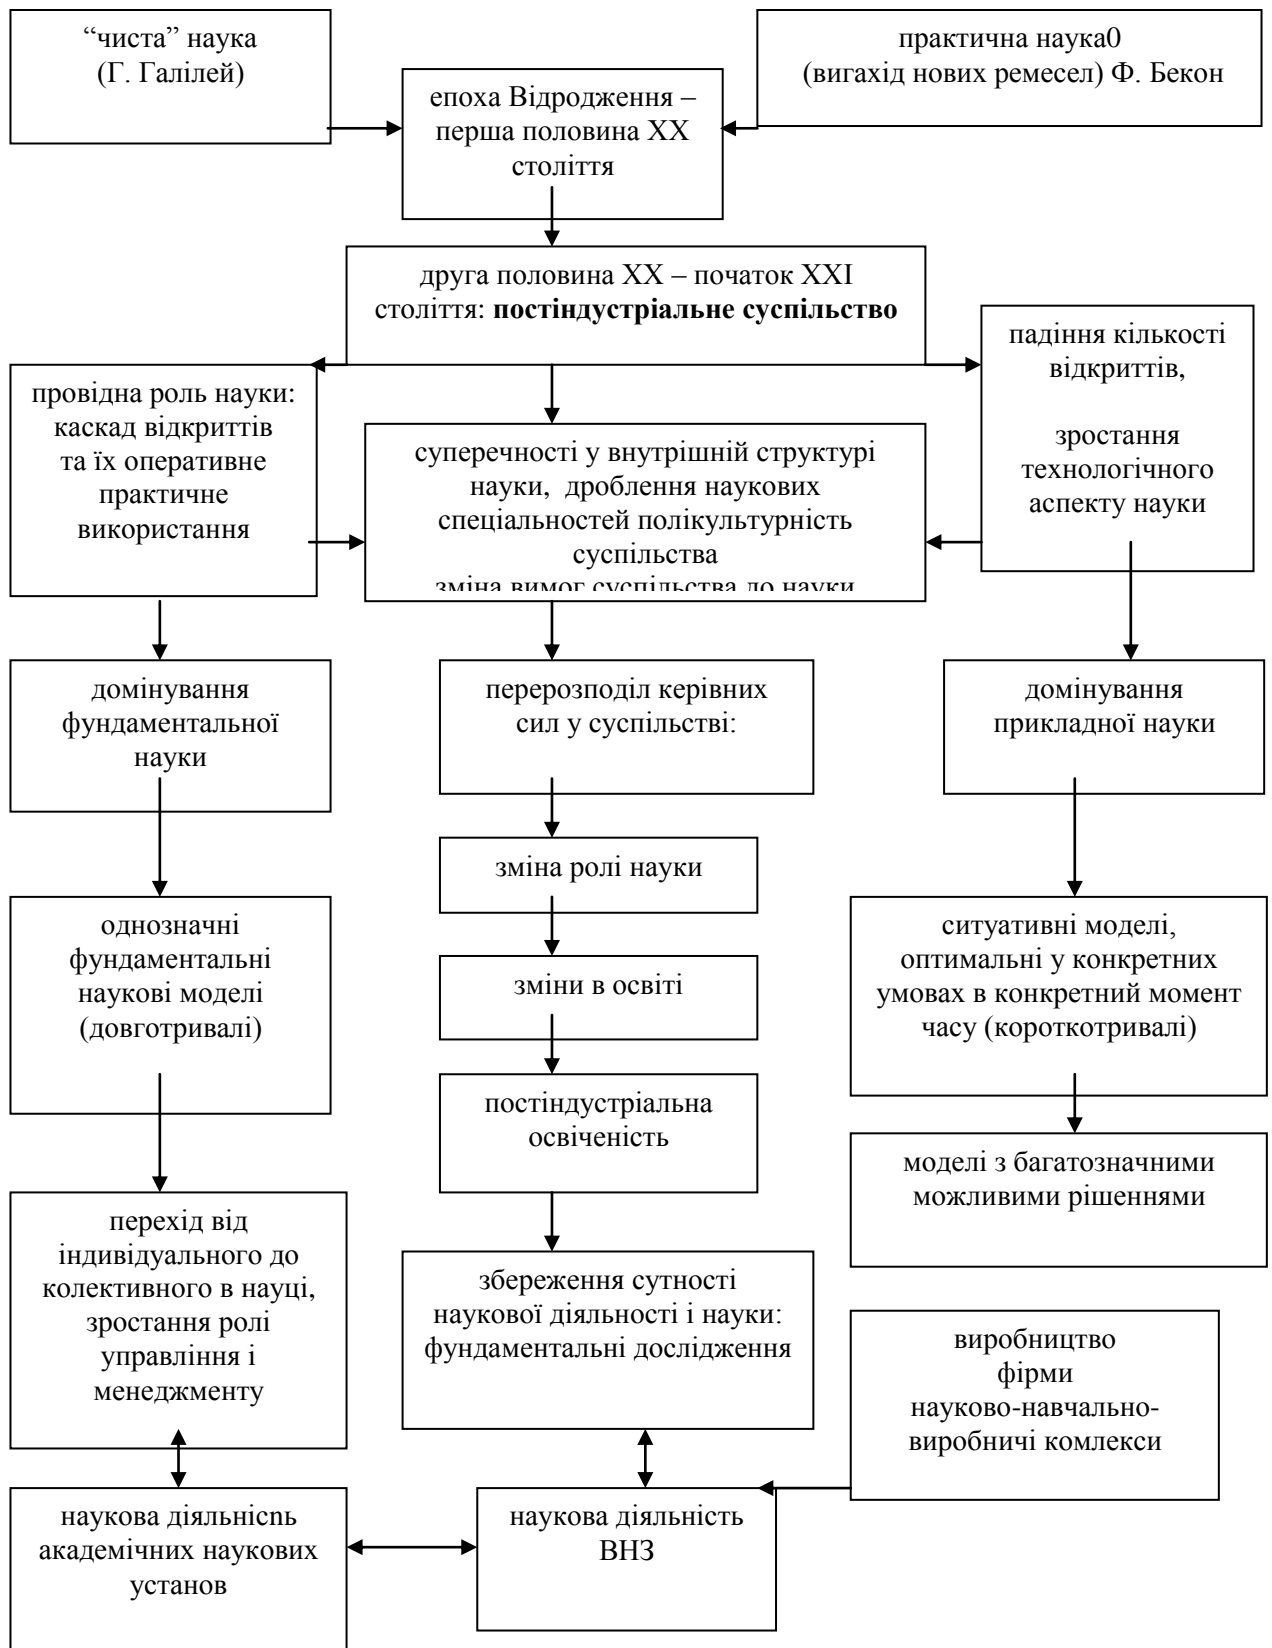 “чиста” наука
(Г. Галілей)
практична наука0
(вигахід нових ремесел) Ф. Бекон
епоха Відродження –
перша половина ХХ
століття
друга половина ХХ – початок ХХІ
століття: постіндустріальне суспільство
провідна роль науки:
каскад відкриттів
та їх оперативне
практичне
використання
суперечності у внутрішній структурі
науки, дроблення наукових
спеціальностей полікультурність
суспільства
зміна вимог суспільства до науки
падіння кількості
відкриттів,
зростання
технологічного
аспекту науки
домінування
фундаментальної
науки
перерозподіл керівних
сил у суспільстві:
домінування
прикладної науки
зміна ролі науки
однозначні
фундаментальні
наукові моделі
(довготривалі)
зміни в освіті
ситуативні моделі,
оптимальні у конкретних
умовах в конкретний момент
часу (короткотривалі)
постіндустріальна
освіченість
моделі з багатозначними
можливими рішеннями
перехід від
індивідуального до
колективного в науці,
зростання ролі
управління і
менеджменту
збереження сутності
наукової діяльності і науки:
фундаментальні дослідження
виробництво
фірми
науково-навчально-
виробничі комлекси
наукова діяльнісnь
академічних наукових
установ
наукова діяльність
ВНЗ